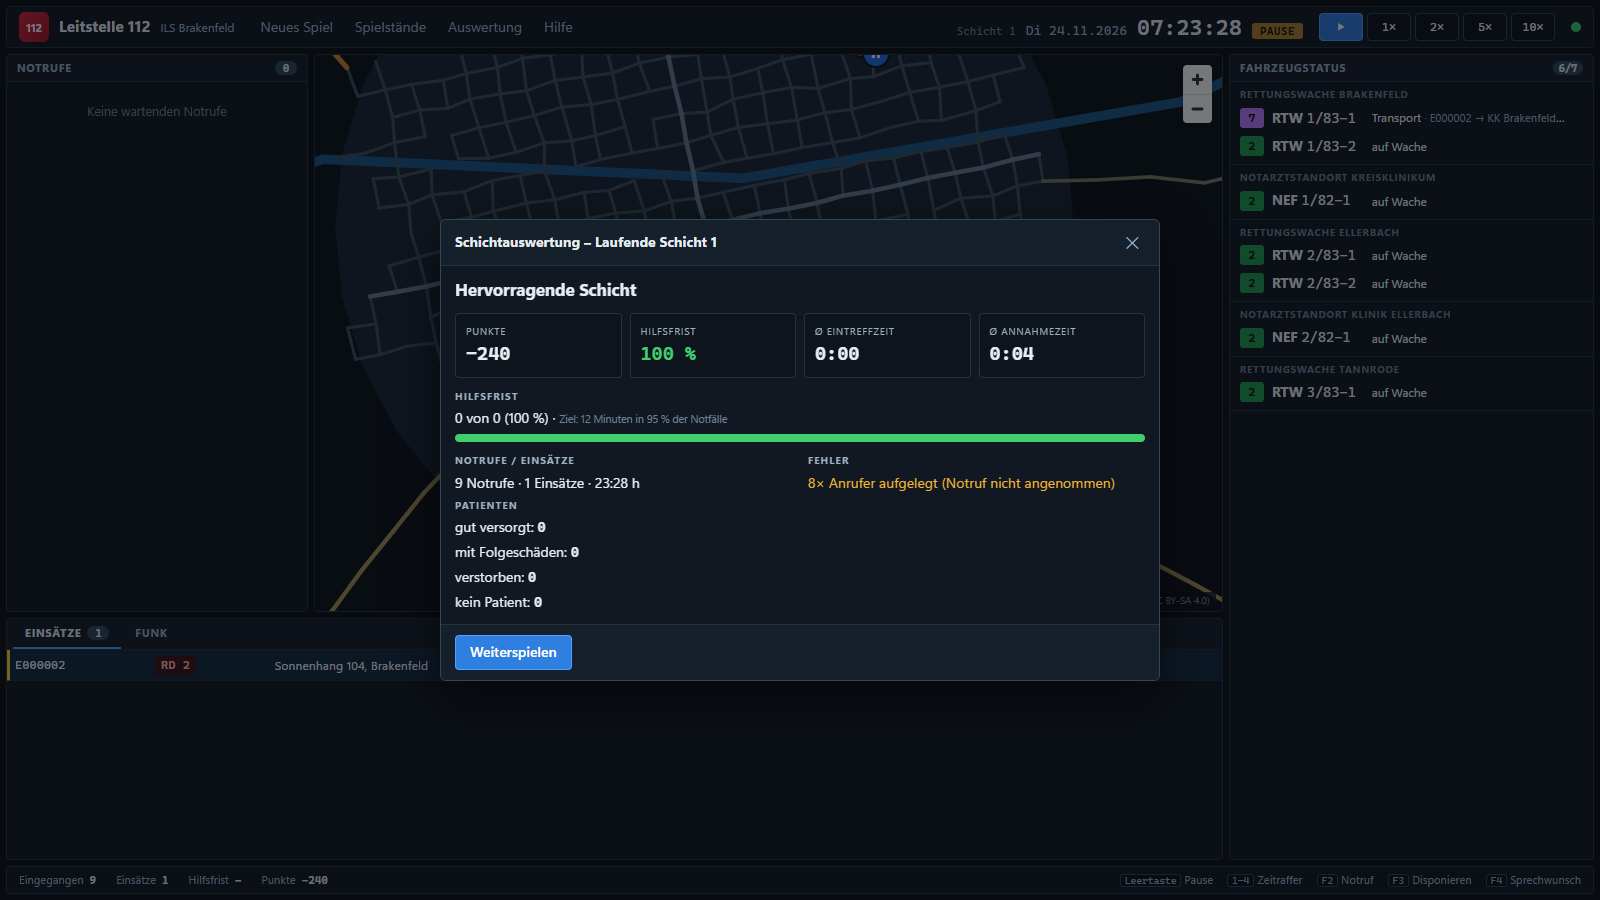 112 Leitstelle 112 ILS Brakenfeld Neues Spiel Spielstände Auswertung Hilfe Schicht 1 Di 24.11.2026 07:23:28 PAUSE 1× 2× 5× 10×
NOTRUFE 0
Keine wartenden Notrufe
+
−
FAHRZEUGSTATUS 6/7
RETTUNGSWACHE BRAKENFELD
7 RTW 1/83–1 Transport · E000002 → KK Brakenfeld…
2 RTW 1/83–2 auf Wache
NOTARZTSTANDORT KREISKLINIKUM
2 NEF 1/82–1 auf Wache
RETTUNGSWACHE ELLERBACH
2 RTW 2/83–1 auf Wache
2 RTW 2/83–2 auf Wache
NOTARZTSTANDORT KLINIK ELLERBACH
2 NEF 2/82–1 auf Wache
RETTUNGSWACHE TANNRODE
2 RTW 3/83–1 auf Wache
Schichtauswertung – Laufende Schicht 1
Hervorragende Schicht
PUNKTE
−240
HILFSFRIST
100 %
Ø EINTREFFZEIT
0:00
Ø ANNAHMEZEIT
0:04
HILFSFRIST
0 von 0 (100 %) · Ziel: 12 Minuten in 95 % der Notfälle
NOTRUFE / EINSÄTZE
9 Notrufe · 1 Einsätze · 23:28 h
FEHLER
8× Anrufer aufgelegt (Notruf nicht angenommen)
PATIENTEN
gut versorgt: 0
mit Folgeschäden: 0
verstorben: 0
kein Patient: 0
Weiterspielen
BY-SA 4.0)
EINSÄTZE 1 FUNK
E000002 RD 2 Sonnenhang 104, Brakenfeld
Eingegangen 9 Einsätze 1 Hilfsfrist – Punkte −240 Leertaste Pause 1–4 Zeitraffer F2 Notruf F3 Disponieren F4 Sprechwunsch